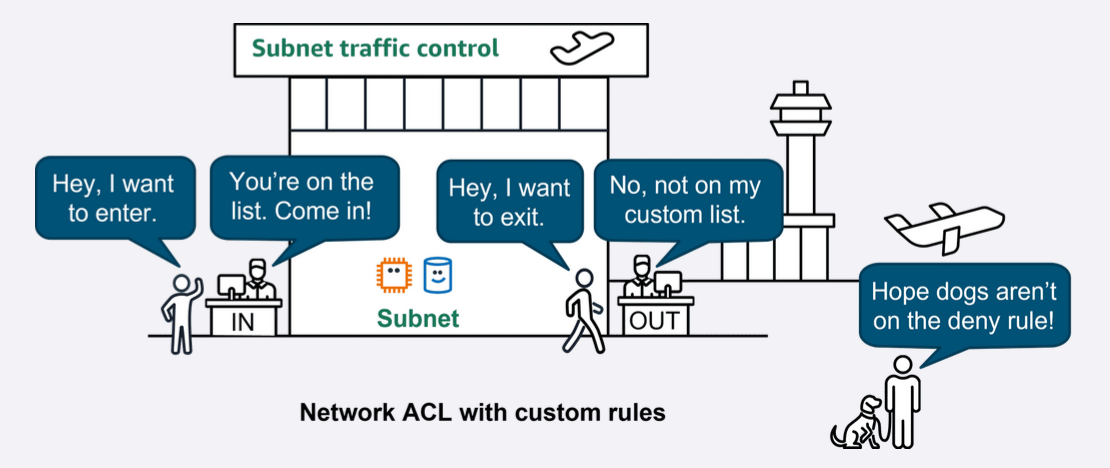 Subnet traffic control
Hey, I want
to enter.
You're on the
list. Come in!
Hey, I want
to exit.
No, not on my
custom list.
IN
Subnet
OUT
Hope dogs aren't
on the deny rule!
Network ACL with custom rules